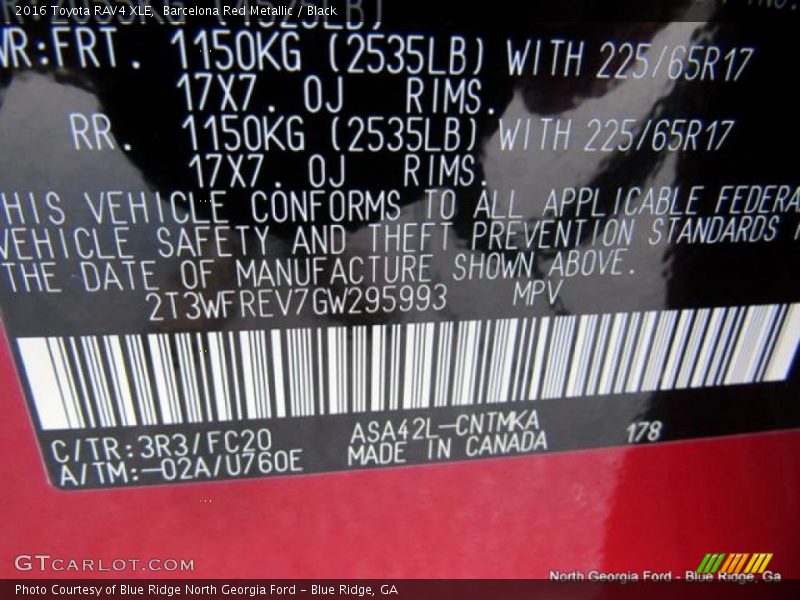 2016 Toyota RAV4 XLE, Barcelona Red Metallic / Black
WR:FRT. 1150KG (2535LB) WITH 225/65R17
17X7.0J RIMS.
RR. 1150KG (2535LB) WITH 225/65R17
17X7.0J RIMS.
HIS VEHICLE CONFORMS TO ALL APPLICABLE FEDERA
VEHICLE SAFETY AND THEFT PREVENTION STANDARDS
THE DATE OF MANUFACTURE SHOWN ABOVE.
2T3WFREV7GW295993 MPV
C/TR:3R3/FC20 ASA42L-CNTMKA 178
A/TM:-02A/U760E MADE IN CANADA
GTCARLOT.COM
North Georgia Ford - Blue Ridge, Ga
Photo Courtesy of Blue Ridge North Georgia Ford - Blue Ridge, GA